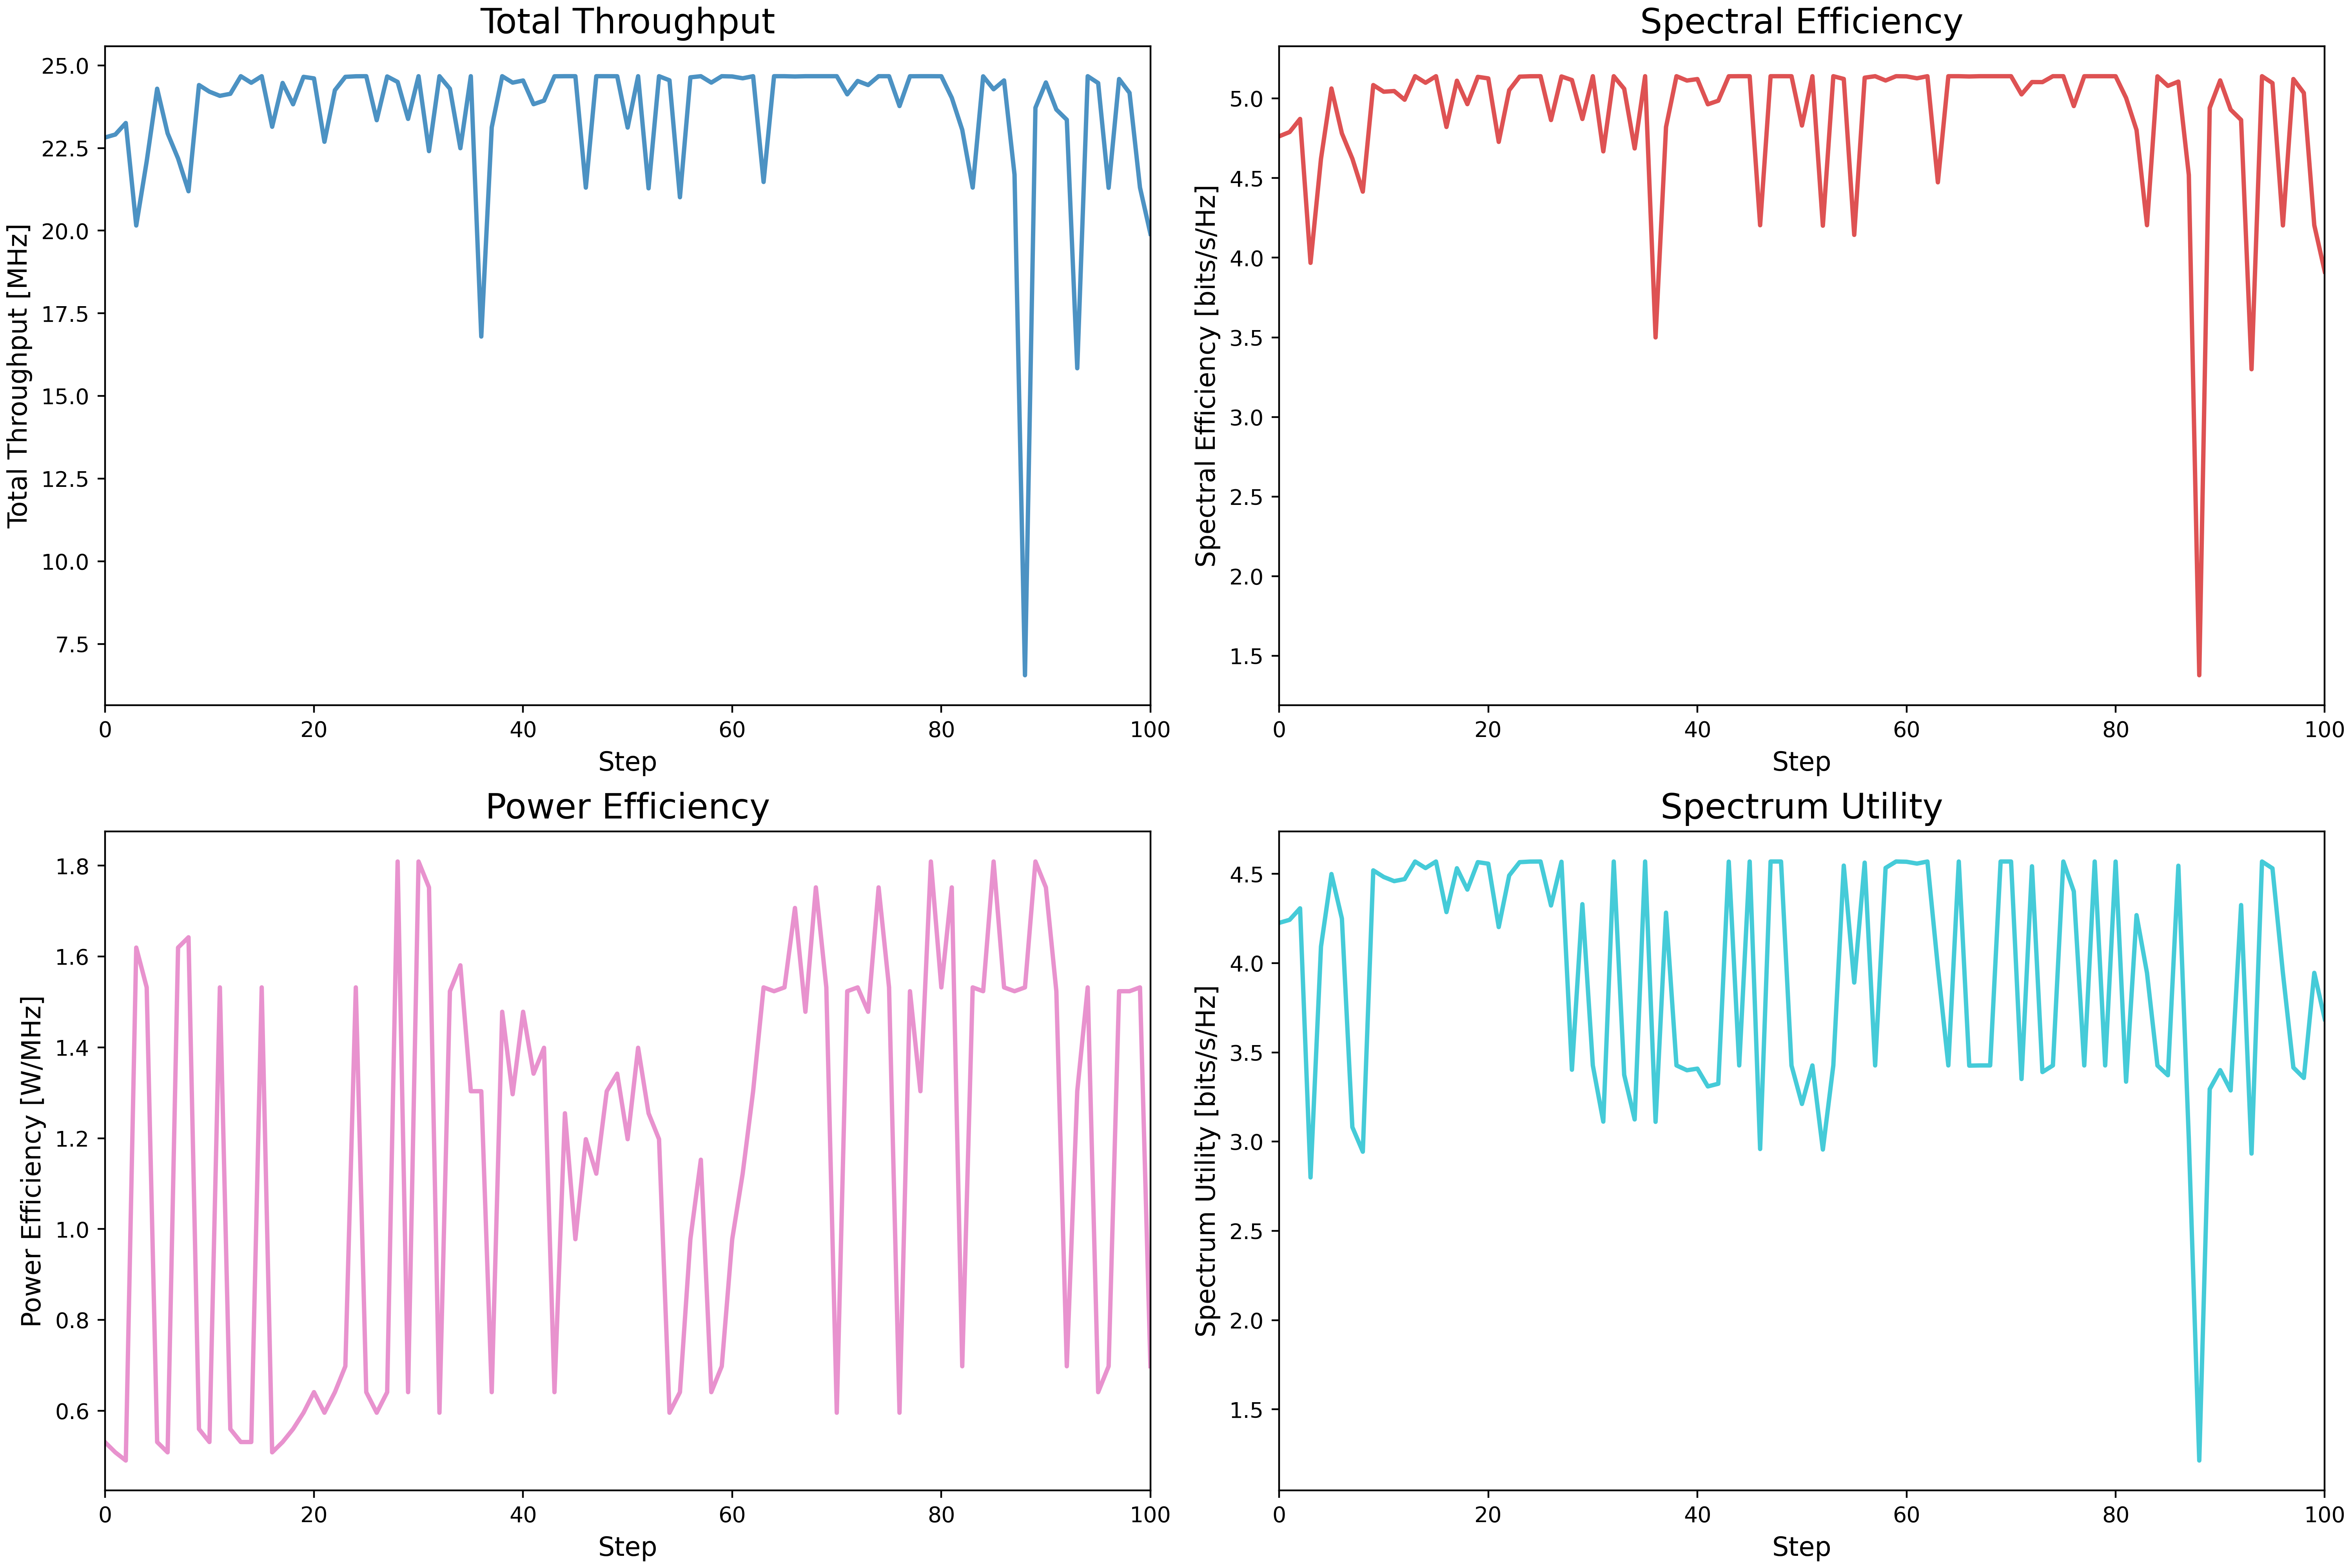 Total Throughput
Total Throughput [MHz]
25.0
22.5
20.0
17.5
15.0
12.5
10.0
7.5
0 20 40 60 80 100
Step
Spectral Efficiency
Spectral Efficiency [bits/s/Hz]
5.0
4.5
4.0
3.5
3.0
2.5
2.0
1.5
0 20 40 60 80 100
Step
Power Efficiency
Power Efficiency [W/MHz]
1.8
1.6
1.4
1.2
1.0
0.8
0.6
0 20 40 60 80 100
Step
Spectrum Utility
Spectrum Utility [bits/s/Hz]
4.5
4.0
3.5
3.0
2.5
2.0
1.5
0 20 40 60 80 100
Step